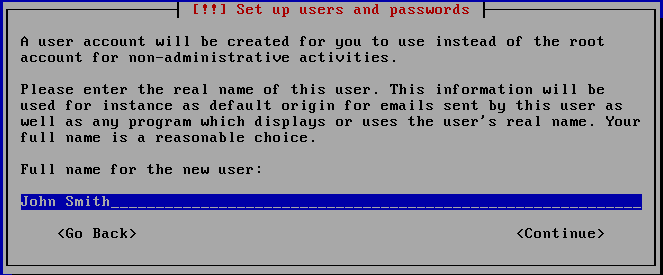 [!!] Set up users and passwords
A user account will be created for you to use instead of the root
account for non-administrative activities.
Please enter the real name of this user. This information will be
used for instance as default origin for emails sent by this user as
well as any program which displays or uses the user's real name. Your
full name is a reasonable choice.
Full name for the new user:
John Smith
<Go Back> <Continue>